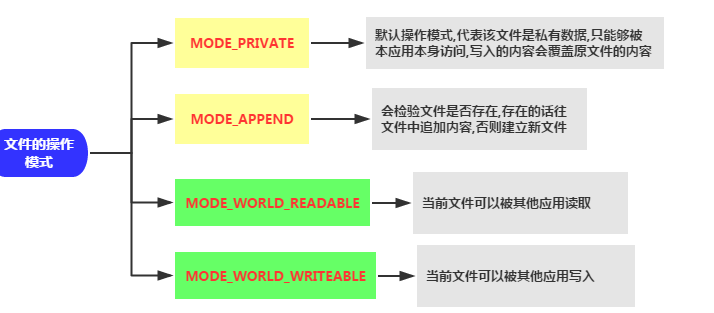 文件的操作
模式
MODE_PRIVATE
默认操作模式,代表该文件是私有数据,只能够被
本应用本身访问,写入的内容会覆盖原文件的内容
MODE_APPEND
会检验文件是否存在,存在的话往
文件中追加内容,否则建立新文件
MODE_WORLD_READABLE
当前文件可以被其他应用读取
MODE_WORLD_WRITEABLE
当前文件可以被其他应用写入